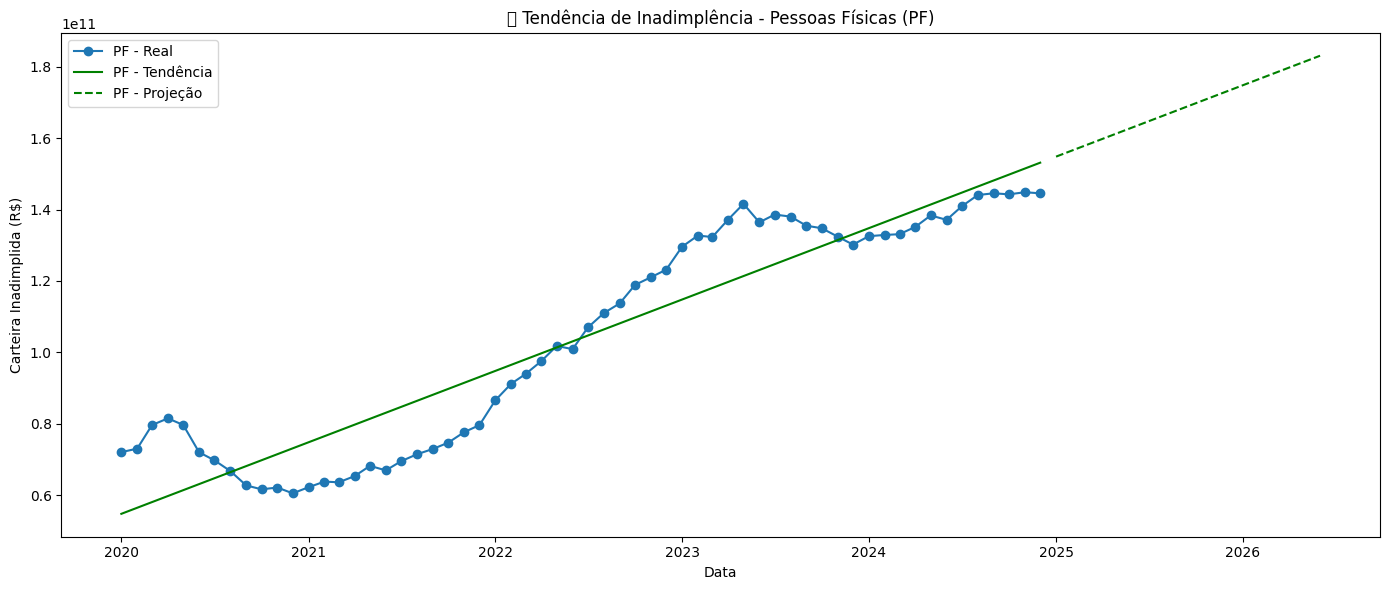 Tendência de Inadimplência - Pessoas Físicas (PF)
1e11
PF - Real
PF - Tendência
PF - Projeção
Carteira Inadimplida (R$)
1.8
1.6
1.4
1.2
1.0
0.8
0.6
2020 2021 2022 2023 2024 2025 2026
Data